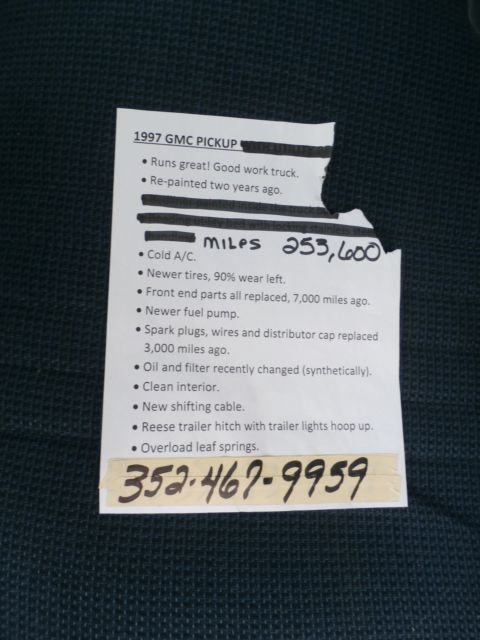 1997 GMC PICKUP
• Runs great! Good work truck.
• Re-painted two years ago.
MILES 253,600
• Cold A/C.
• Newer tires, 90% wear left.
• Front end parts all replaced, 7,000 miles ago.
• Newer fuel pump.
• Spark plugs, wires and distributor cap replaced
3,000 miles ago.
• Oil and filter recently changed (synthetically).
• Clean interior.
• New shifting cable.
• Reese trailer hitch with trailer lights hoop up.
• Overload leaf springs.
352-467-9959